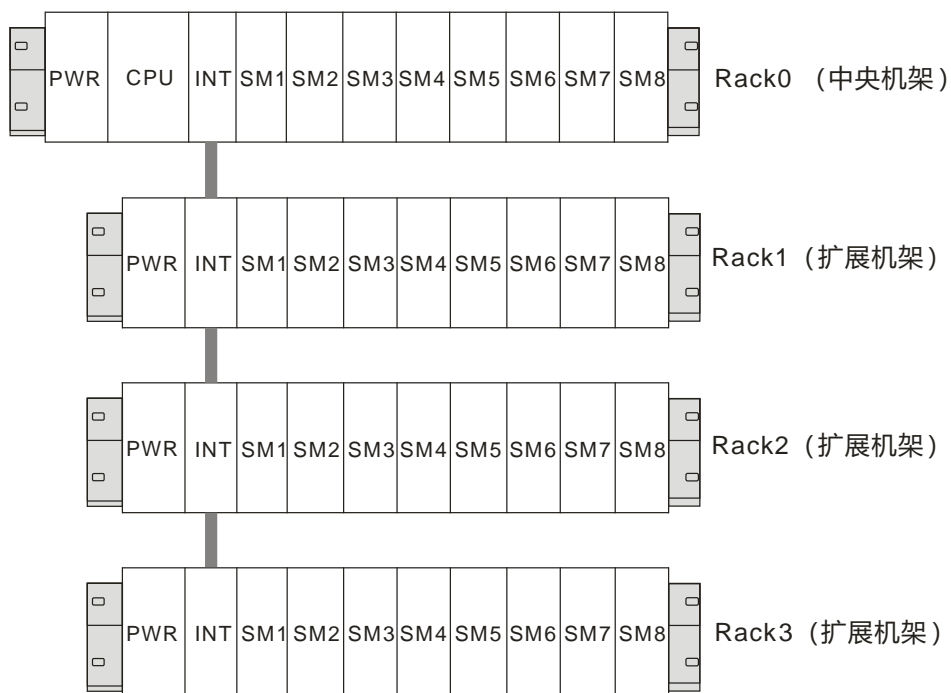 PWR CPU INT SM1 SM2 SM3 SM4 SM5 SM6 SM7 SM8 Rack0 （中央机架）
PWR INT SM1 SM2 SM3 SM4 SM5 SM6 SM7 SM8 Rack1（扩展机架）
PWR INT SM1 SM2 SM3 SM4 SM5 SM6 SM7 SM8 Rack2（扩展机架）
PWR INT SM1 SM2 SM3 SM4 SM5 SM6 SM7 SM8 Rack3（扩展机架）